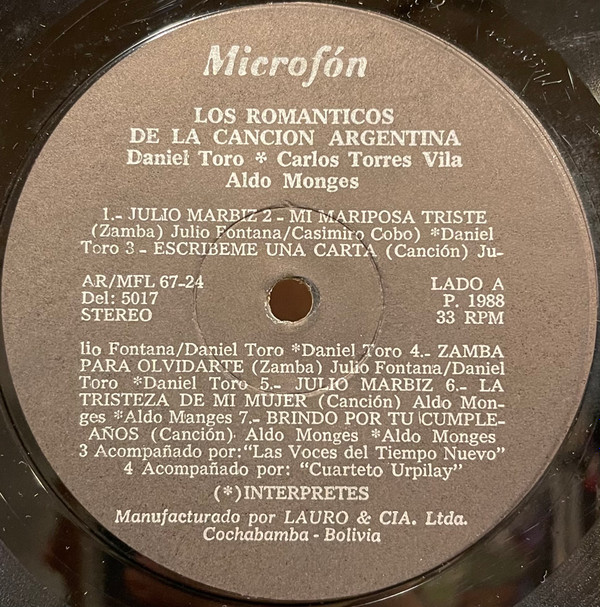 Microfón
LOS ROMANTICOS
DE LA CANCION ARGENTINA
Daniel Toro * Carlos Torres Vila
Aldo Monges
1.- JULIO MARBIZ 2 - MI MARIPOSA TRISTE
(Zamba) Julio Fontana/Casimiro Cobo) *Daniel
Toro 3 - ESCRIBEME UNA CARTA (Canción) Ju-
AR/MFL 67-24
Del: 5017
STEREO
LADO A
P. 1988
33 RPM
lio Fontana/Daniel Toro *Daniel Toro 4.- ZAMBA
PARA OLVIDARTE (Zamba) Julio Fontana/Daniel
Toro *Daniel Toro 5.- JULIO MARBIZ 6.- LA
TRISTEZA DE MI MUJER (Canción) Aldo Mon-
ges *Aldo Manges 7.- BRINDO POR TU CUMPLE-
AÑOS (Canción) Aldo Monges *Aldo Monges
3 Acompañado por:"Las Voces del Tiempo Nuevo"
4 Acompañado por: "Cuarteto Urpilay"
(*)INTERPRETES
Manufacturado por LAURO & CIA. Ltda.
Cochabamba - Bolivia